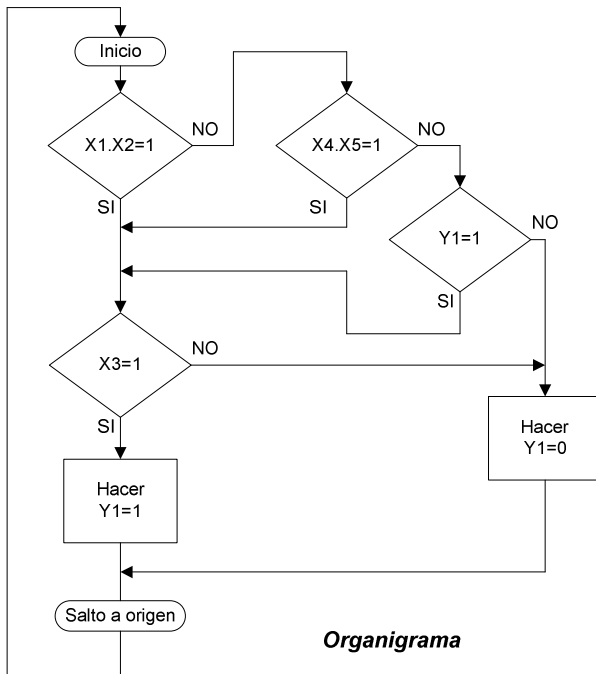 Inicio
X1.X2=1
NO
SI
X4.X5=1
NO
SI
Y1=1
NO
SI
X3=1
NO
SI
Hacer
Y1=1
Hacer
Y1=0
Salto a origen
Organigrama